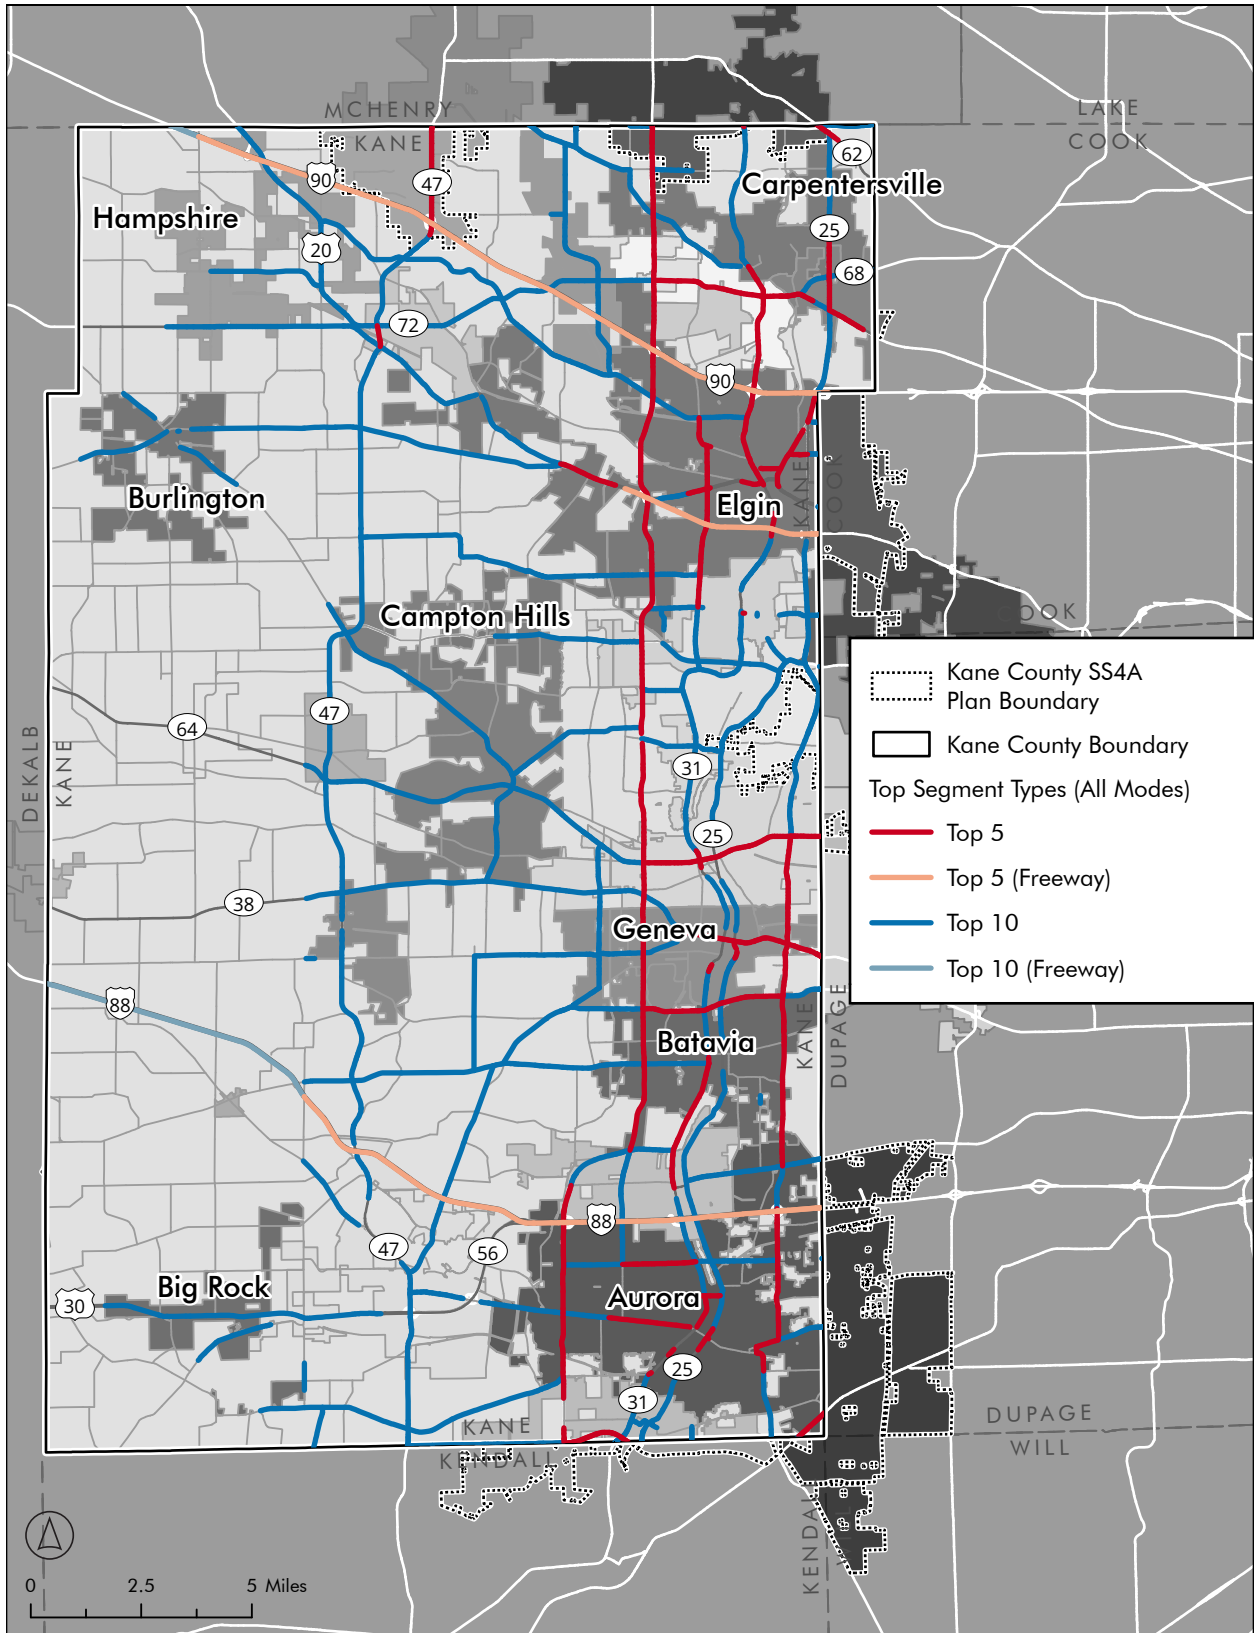 MCHENRY
KANE
LAKE
COOK
62
90
47
Carpentersville
Hampshire
25
20
68
72
90
Burlington
Elgin
KANE
COOK
Campton Hills
COOK
Kane County SS4A
Plan Boundary
Kane County Boundary
Top Segment Types (All Modes)
Top 5
Top 5 (Freeway)
Top 10
Top 10 (Freeway)
47
64
DEKALB
KANE
31
25
38
Geneva
88
Batavia
KANE
DUPAGE
88
47
56
Big Rock
30
Aurora
25
31
KANE
KENDALL
DUPAGE
WILL
KENDALL
WILL
0 2.5 5 Miles